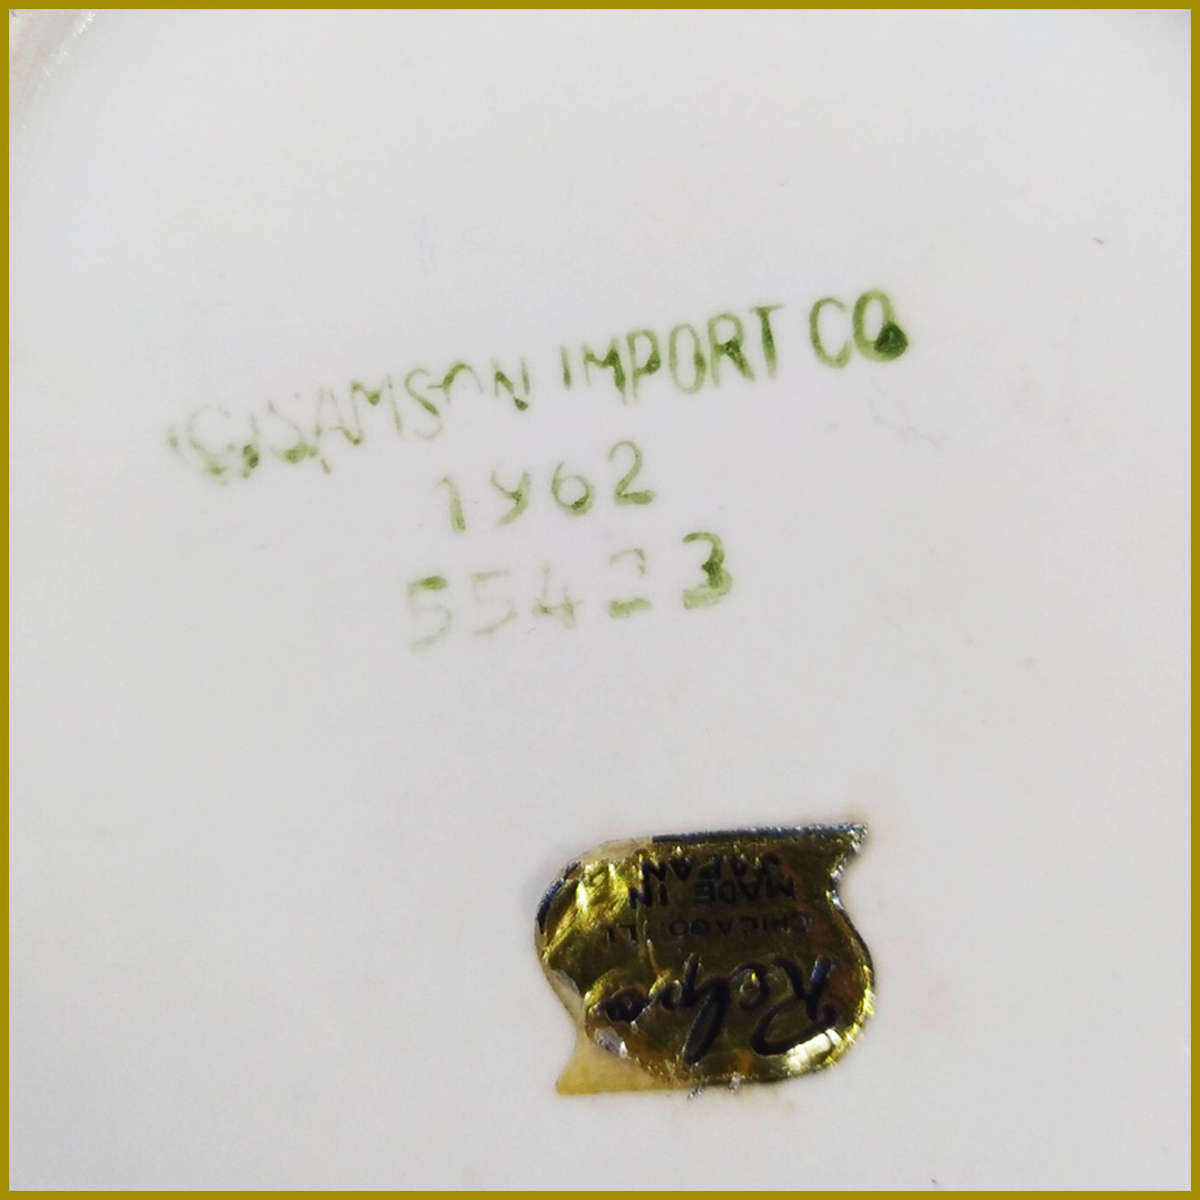 (C) SAMSON IMPORT CO
1962
55423
Relpo
CHICAGO, ILL
MADE IN
JAPAN